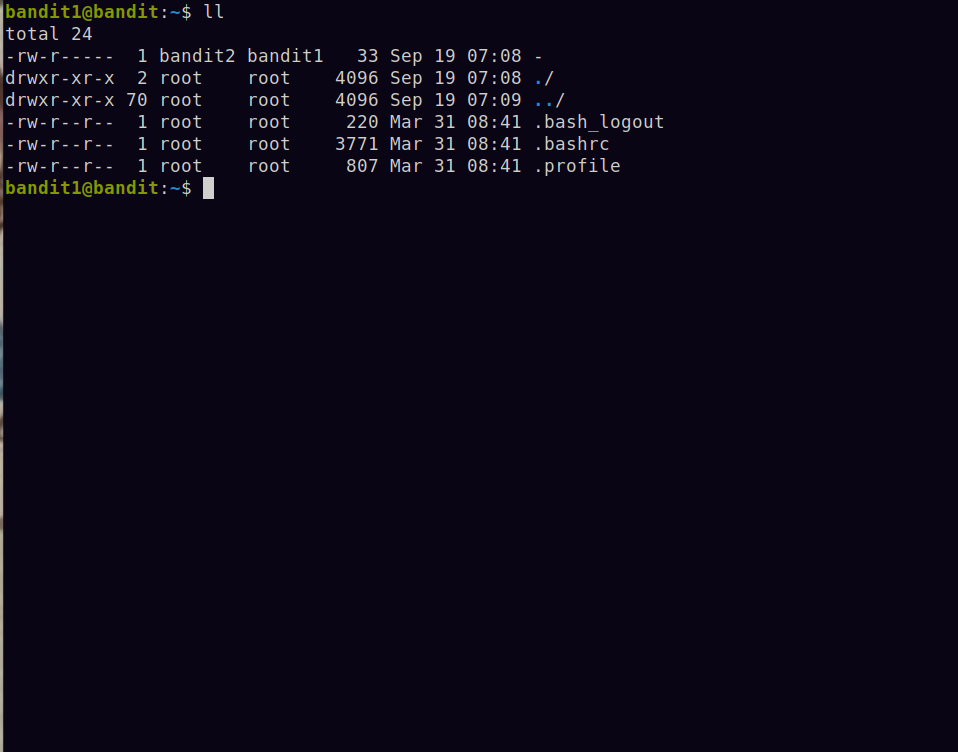 bandit1@bandit:~$ ll
total 24
-rw-r-----  1 bandit2 bandit1   33 Sep 19 07:08 -
drwxr-xr-x  2 root    root    4096 Sep 19 07:08 ./
drwxr-xr-x 70 root    root    4096 Sep 19 07:09 ../
-rw-r--r--  1 root    root     220 Mar 31 08:41 .bash_logout
-rw-r--r--  1 root    root    3771 Mar 31 08:41 .bashrc
-rw-r--r--  1 root    root     807 Mar 31 08:41 .profile
bandit1@bandit:~$